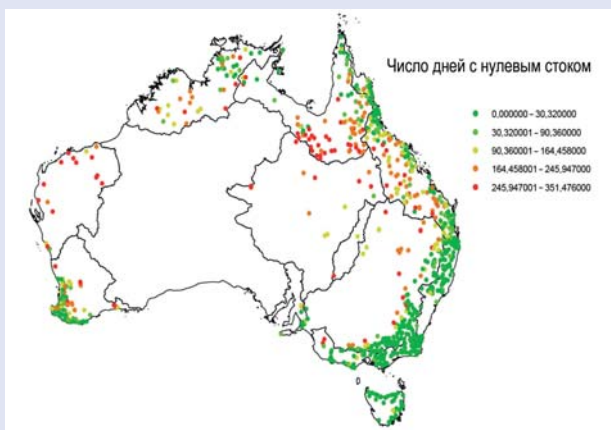 Число дней с нулевым стоком
0,000000 – 30,320000
30,320001 – 90,360000
90,360001 – 164,458000
164,458001 – 245,947000
245,947001 – 351,476000